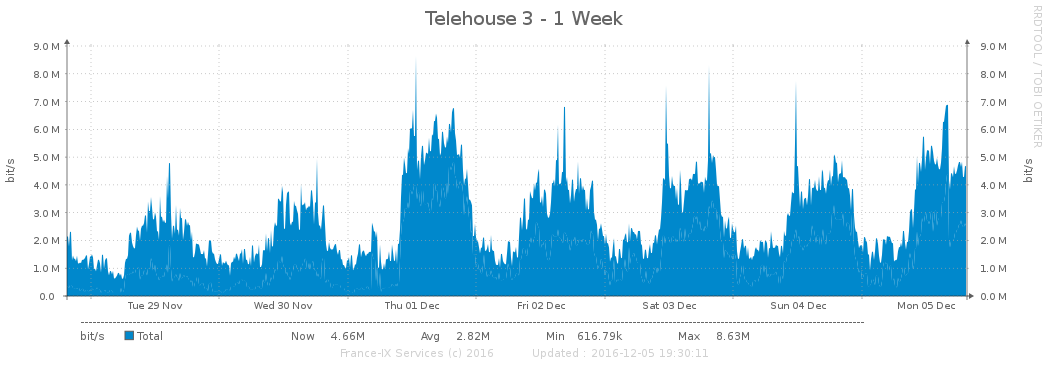 Telehouse 3 - 1 Week
RRDTOOL / TOBI OETIKER
bit/s
9.0 M
8.0 M
7.0 M
6.0 M
5.0 M
4.0 M
3.0 M
2.0 M
1.0 M
0.0
9.0 M
8.0 M
7.0 M
6.0 M
5.0 M
4.0 M
3.0 M
2.0 M
1.0 M
0.0 M
bit/s
Tue 29 Nov Wed 30 Nov Thu 01 Dec Fri 02 Dec Sat 03 Dec Sun 04 Dec Mon 05 Dec
bit/s Total Now 4.66M Avg 2.82M Min 616.79k Max 8.63M
France-IX Services (c) 2016 Updated : 2016-12-05 19:30:11